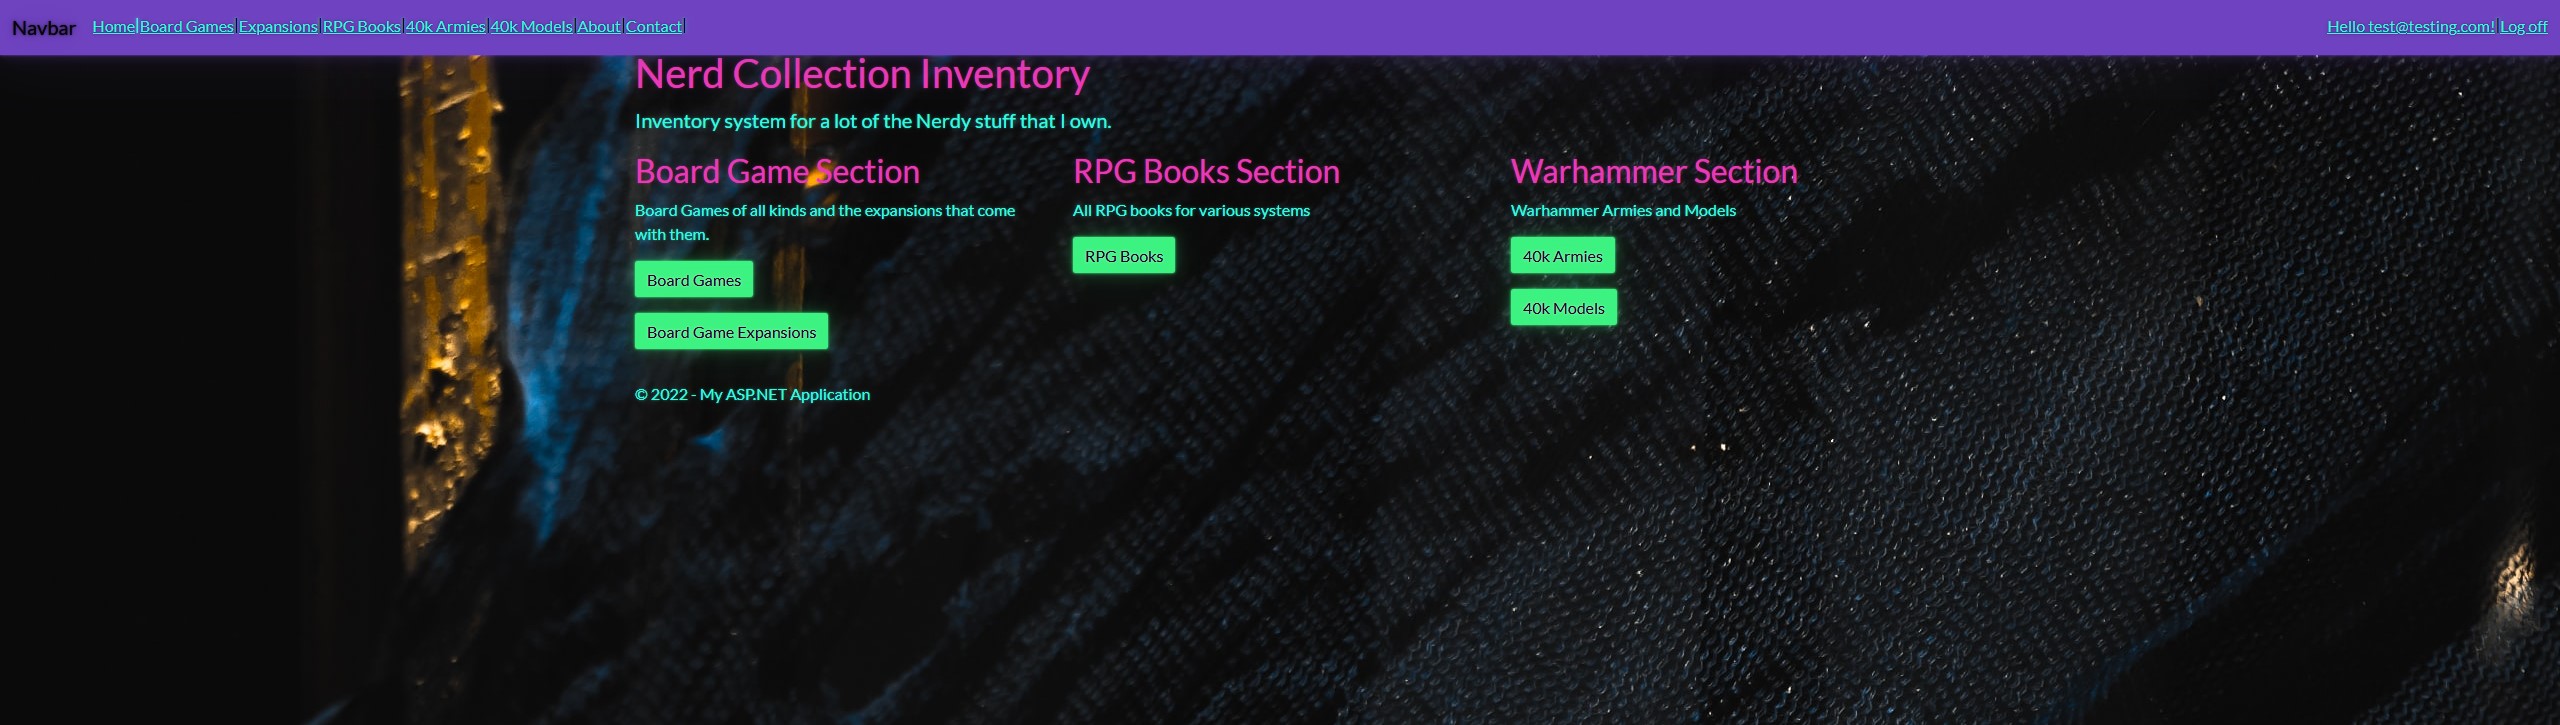 Navbar Home|Board Games|Expansions|RPG Books|40k Armies|40k Models|About|Contact| Hello test@testing.com!|Log off
Nerd Collection Inventory
Inventory system for a lot of the Nerdy stuff that I own.
Board Game Section
Board Games of all kinds and the expansions that come
with them.
Board Games
Board Game Expansions
RPG Books Section
All RPG books for various systems
RPG Books
Warhammer Section
Warhammer Armies and Models
40k Armies
40k Models
© 2022 - My ASP.NET Application